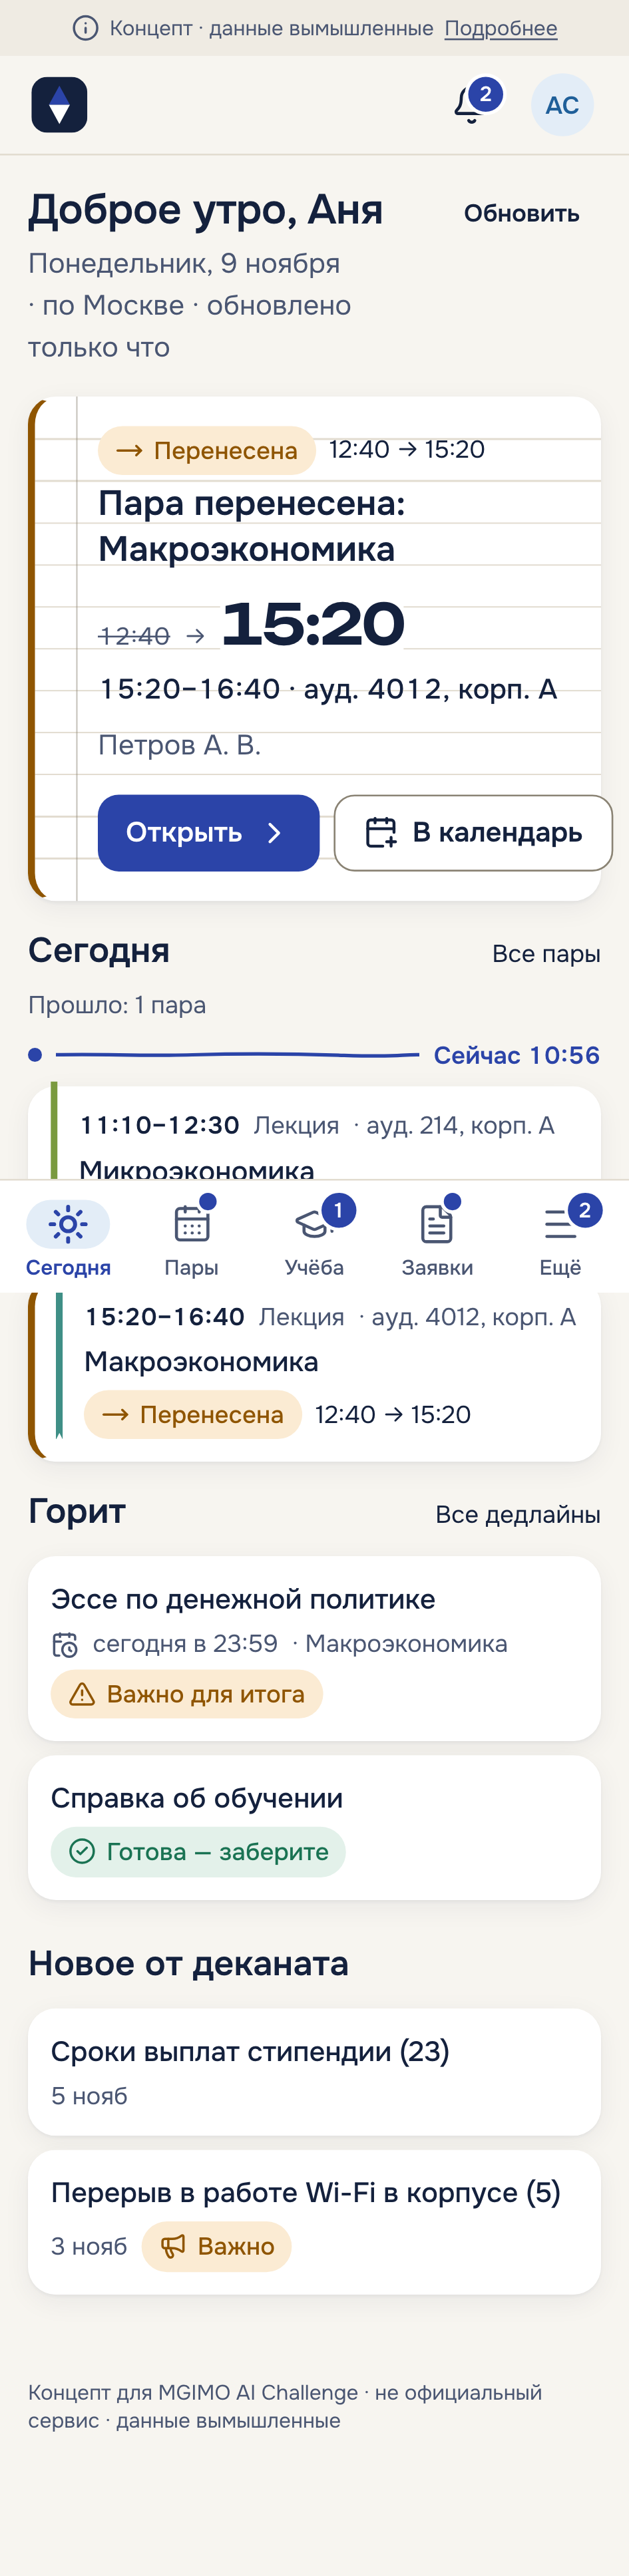 Концепт · данные вымышленные Подробнее
2
АС
Доброе утро, Аня
Обновить
Понедельник, 9 ноября
· по Москве · обновлено
только что
Перенесена 12:40 → 15:20
Пара перенесена:
Макроэкономика
12:40 → 15:20
15:20–16:40 · ауд. 4012, корп. А
Петров А. В.
Открыть
В календарь
Сегодня
Все пары
Прошло: 1 пара
Сейчас 10:56
11:10–12:30 Лекция · ауд. 214, корп. А
Микроэкономика
1
2
Сегодня
Пары
Учёба
Заявки
Ещё
15:20–16:40 Лекция · ауд. 4012, корп. А
Макроэкономика
Перенесена 12:40 → 15:20
Горит
Все дедлайны
Эссе по денежной политике
сегодня в 23:59 · Макроэкономика
Важно для итога
Справка об обучении
Готова — заберите
Новое от деканата
Сроки выплат стипендии (23)
5 нояб
Перерыв в работе Wi-Fi в корпусе (5)
3 нояб Важно
Концепт для MGIMO AI Challenge · не официальный
сервис · данные вымышленные